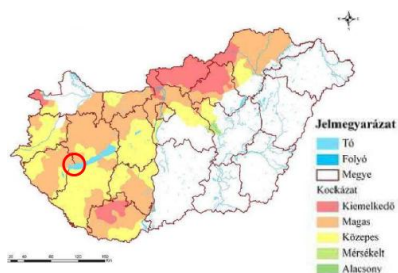 Jelmegyarázat
Tó
Folyó
Megye
Kockázat
Kiemelkedő
Magas
Közepes
Mérsékelt
Alacsony